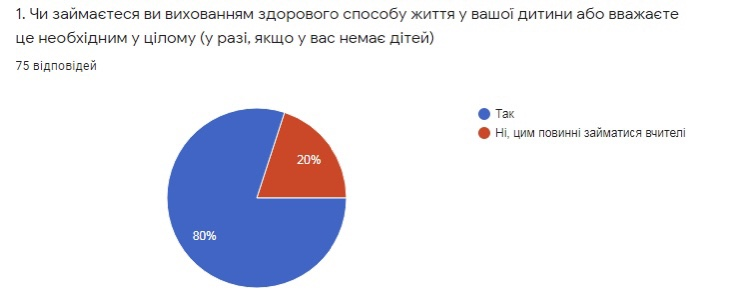 1. Чи займаєтеся ви вихованням здорового способу життя у вашої дитини або вважаєте
це необхідним у цілому (у разі, якщо у вас немає дітей)
75 відповідей
Так
Ні, цим повинні займатися вчителі
20%
80%